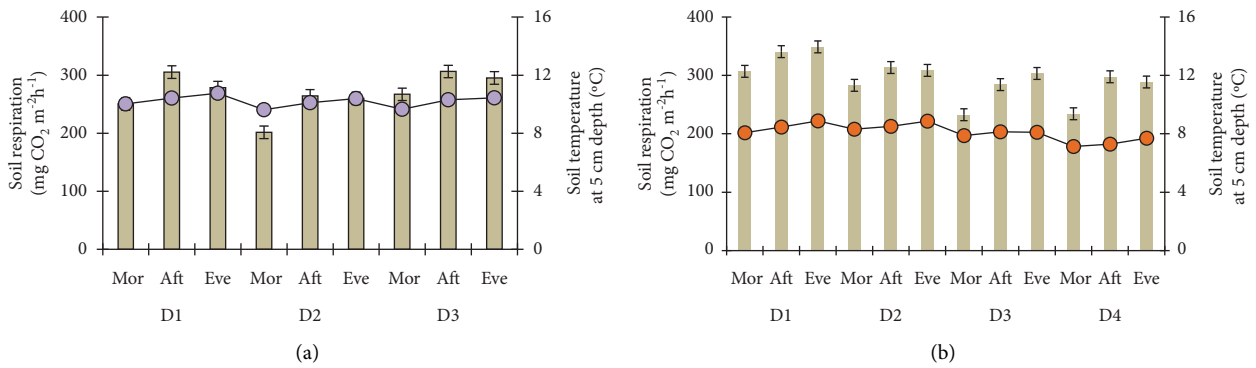 Soil respiration
(mg CO2 m-2h-1)
400
300
200
100
0
16
12
8
4
0
Soil temperature
at 5 cm depth (oC)
Mor Aft Eve Mor Aft Eve Mor Aft Eve
D1 D2 D3
(a)
Soil respiration
(mg CO2 m-2h-1)
400
300
200
100
0
16
12
8
4
0
Soil temperature
at 5 cm depth (oC)
Mor Aft Eve Mor Aft Eve Mor Aft Eve Mor Aft Eve
D1 D2 D3 D4
(b)